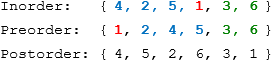 Inorder: { 4, 2, 5, 1, 3, 6 }
Preorder: { 1, 2, 4, 5, 3, 6 }
Postorder: { 4, 5, 2, 6, 3, 1 }